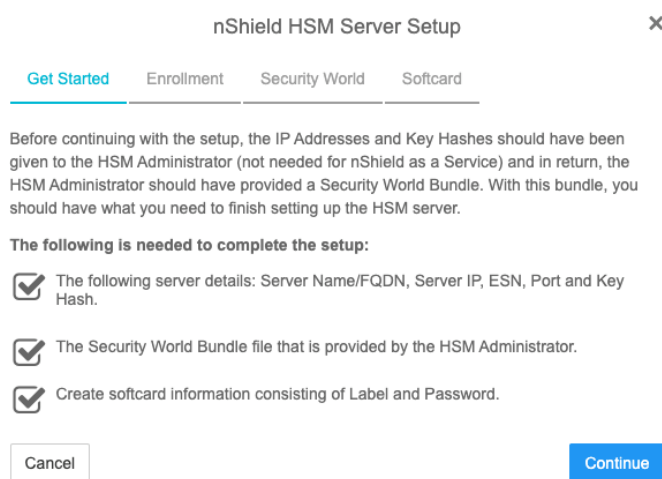 nShield HSM Server Setup
Get Started Enrollment Security World Softcard
Before continuing with the setup, the IP Addresses and Key Hashes should have been
given to the HSM Administrator (not needed for nShield as a Service) and in return, the
HSM Administrator should have provided a Security World Bundle. With this bundle, you
should have what you need to finish setting up the HSM server.
The following is needed to complete the setup:
The following server details: Server Name/FQDN, Server IP, ESN, Port and Key
Hash.
The Security World Bundle file that is provided by the HSM Administrator.
Create softcard information consisting of Label and Password.
Cancel Continue